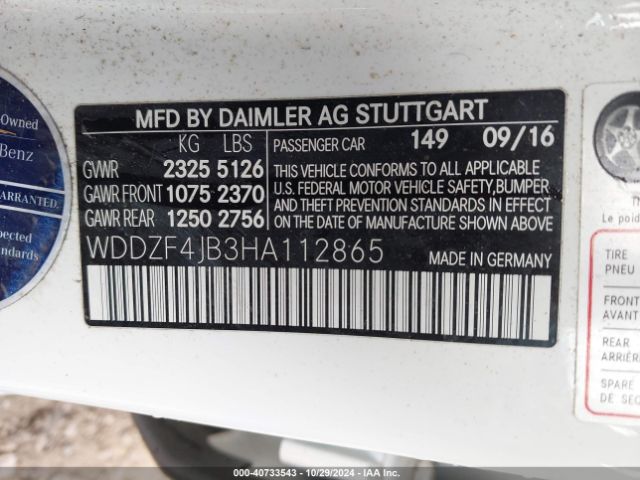 -Owned
Benz
WARRANTED.
pected
tandards.
MFD BY DAIMLER AG STUTTGART
KG LBS
PASSENGER CAR 149 09/16
GVWR 2325 5126
GAWR FRONT 1075 2370
GAWR REAR 1250 2756
THIS VEHICLE CONFORMS TO ALL APPLICABLE
U.S. FEDERAL MOTOR VEHICLE SAFETY,BUMPER
AND THEFT PREVENTION STANDARDS IN EFFECT
ON DATE OF MANUFACTURE SHOWN ABOVE
WDDZF4JB3HA112865
MADE IN GERMANY
The
Le poid
TIRE
PNEU
FRONT
AVANT
REAR
ARRIÈR
SPARE
DE SEC
000-40733543 - 10/29/2024 - IAA Inc.